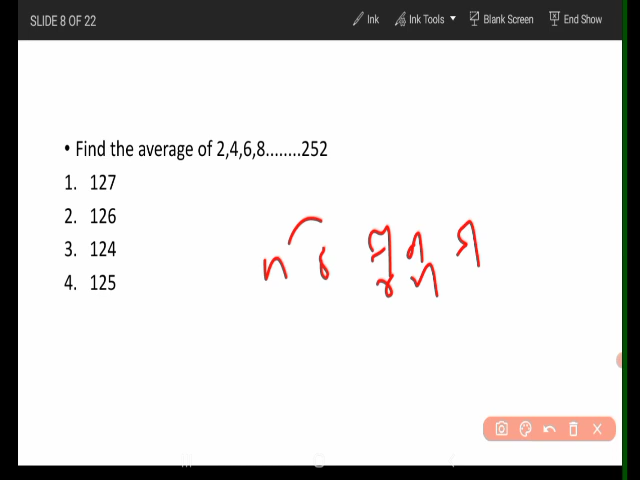 SLIDE 8 OF 22 Ink Ink Tools Blank Screen End Show
• Find the average of 2,4,6,8........252
1. 127
2. 126
3. 124
4. 125